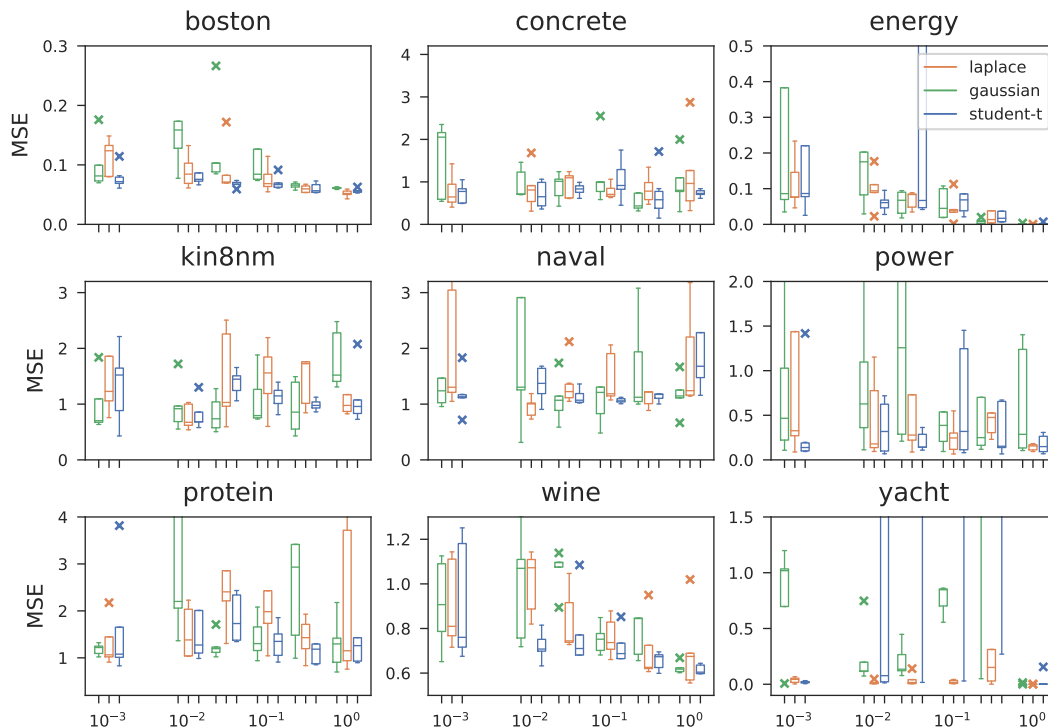 boston
concrete
energy
0.3
0.2
0.1
0.0
MSE
4
3
2
1
0
0.5
0.4
0.3
0.2
0.1
0.0
laplace
gaussian
student-t
kin8nm
naval
power
3
2
1
0
3
2
1
0
2.0
1.5
1.0
0.5
0.0
protein
wine
yacht
4
3
2
1
MSE
1.2
1.0
0.8
0.6
1.5
1.0
0.5
0.0
10⁻³ 10⁻² 10⁻¹ 10⁰
10⁻³ 10⁻² 10⁻¹ 10⁰
10⁻³ 10⁻² 10⁻¹ 10⁰